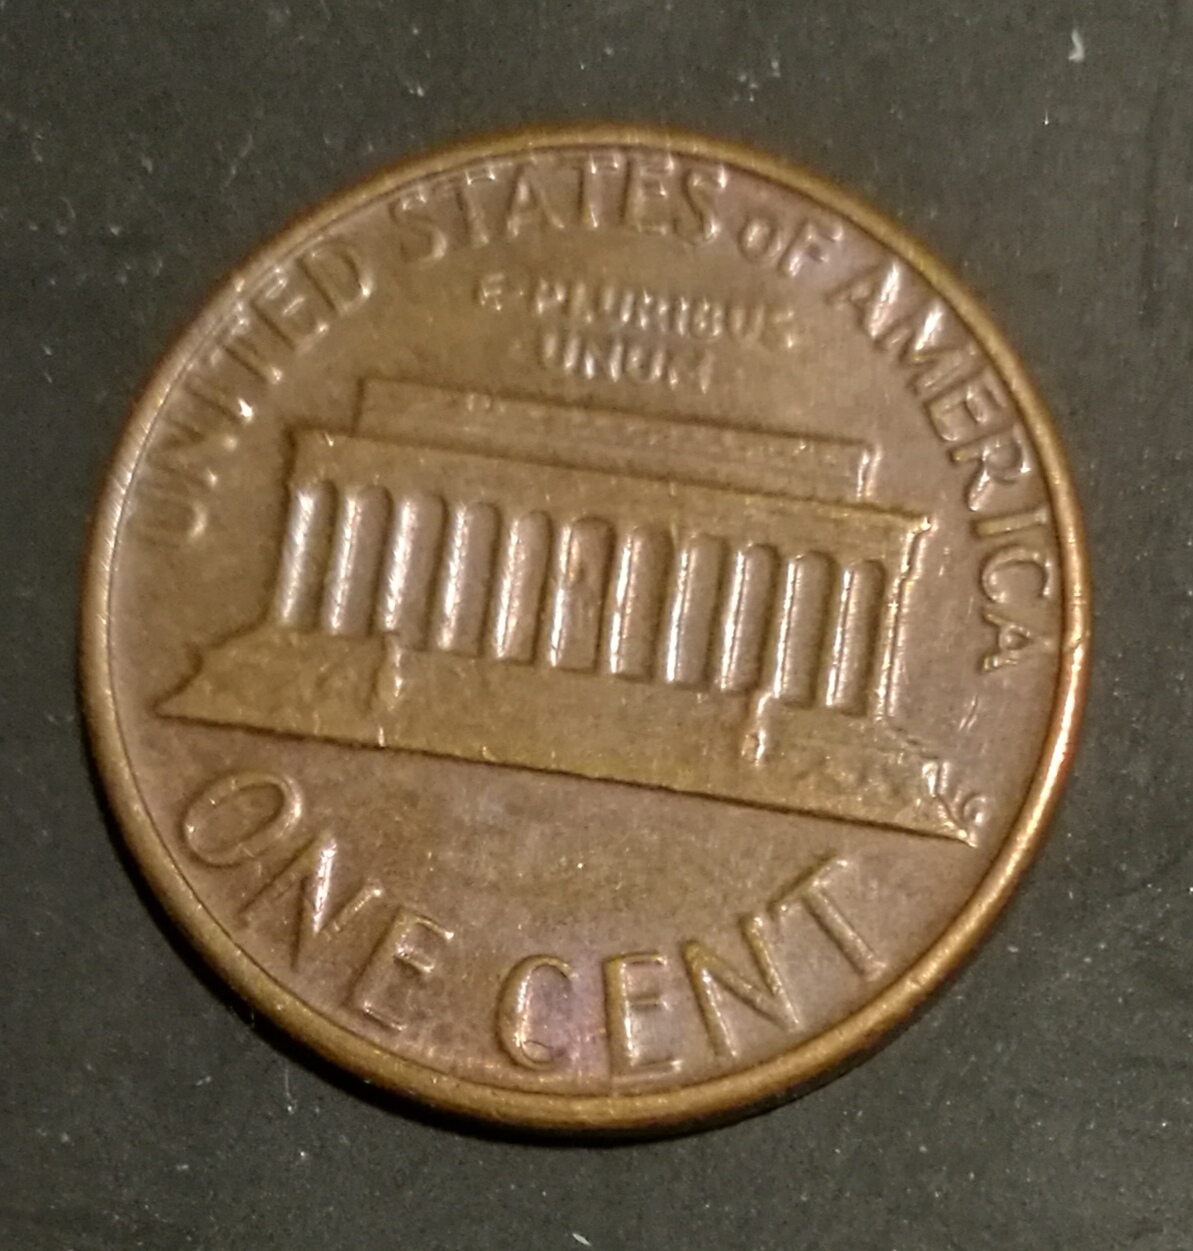 UNITED STATES OF AMERICA
E·PLURIBUS
UNUM
ONE CENT